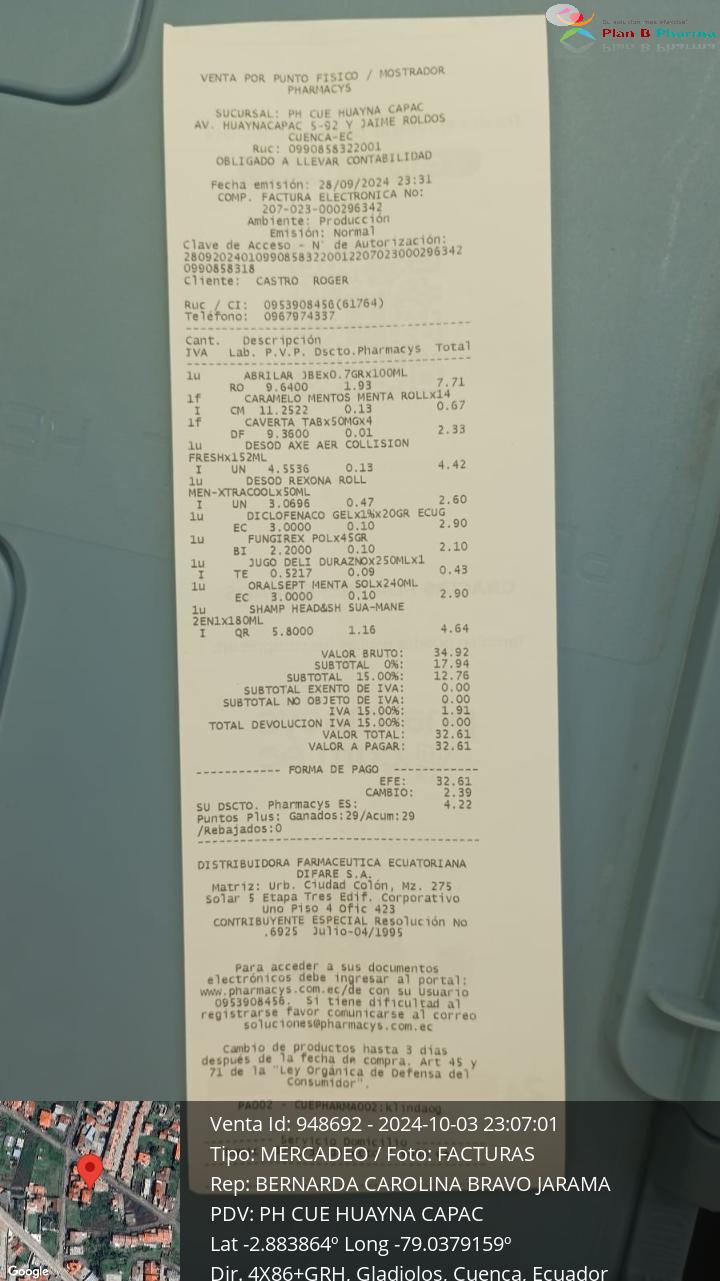 Su solución más efectiva!
Plan B Pharma
VENTA POR PUNTO FISICO / MOSTRADOR
PHARMACYS
SUCURSAL: PH CUE HUAYNA CAPAC
AV. HUAYNACAPAC 5-92 Y JAIME ROLDOS
CUENCA-EC
Ruc: 0990858322001
OBLIGADO A LLEVAR CONTABILIDAD
Fecha emisión: 28/09/2024 23:31
COMP. FACTURA ELECTRONICA No:
207-023-000296342
Ambiente: Producción
Emisión: Normal
Clave de Acceso - N° de Autorización:
280920240109908583220012207023000296342
0990858318
Cliente: CASTRO ROGER
Ruc / CI: 0953908456(61764)
Teléfono: 0967974337
Cant. Descripción
IVA Lab. P.V.P. Dscto.Pharmacys Total
1u ABRILAR JBEx0.7GRx100ML
RO 9.6400 1.93 7.71
1f CARAMELO MENTOS MENTA ROLLx14
I CM 11.2522 0.13 0.67
1f CAVERTA TABx50MGx4
DF 9.3600 0.01 2.33
1u DESOD AXE AER COLLISION
FRESHx152ML
I UN 4.5536 0.13 4.42
1u DESOD REXONA ROLL
MEN-XTRACOOLx50ML
I UN 3.0696 0.47 2.60
1u DICLOFENACO GELx1%x20GR ECUG
EC 3.0000 0.10 2.90
1u FUNGIREX POLx45GR
BI 2.2000 0.10 2.10
1u JUGO DELI DURAZNOx250MLx1
I TE 0.5217 0.09 0.43
1u ORALSEPT MENTA SOLx240ML
EC 3.0000 0.10 2.90
1u SHAMP HEAD&SH SUA-MANE
2EN1x180ML
I QR 5.8000 1.16 4.64
VALOR BRUTO: 34.92
SUBTOTAL 0%: 17.94
SUBTOTAL 15.00%: 12.76
SUBTOTAL EXENTO DE IVA: 0.00
SUBTOTAL NO OBJETO DE IVA: 0.00
IVA 15.00%: 1.91
TOTAL DEVOLUCION IVA 15.00%: 0.00
VALOR TOTAL: 32.61
VALOR A PAGAR: 32.61
------------ FORMA DE PAGO ------------
EFE: 32.61
CAMBIO: 2.39
SU DSCTO. Pharmacys ES: 4.22
Puntos Plus: Ganados:29/Acum:29
/Rebajados:0
DISTRIBUIDORA FARMACEUTICA ECUATORIANA
DIFARE S.A.
Matriz: Urb. Ciudad Colón, Mz. 275
Solar 5 Etapa Tres Edif. Corporativo
Uno Piso 4 Ofic 423
CONTRIBUYENTE ESPECIAL Resolución No
.6925 Julio-04/1995
Para acceder a sus documentos
electrónicos debe ingresar al portal:
www.pharmacys.com.ec/de con su Usuario
0953908456. Si tiene dificultad al
registrarse favor comunicarse al correo
soluciones@pharmacys.com.ec
Cambio de productos hasta 3 días
después de la fecha de compra. Art 45 y
71 de la "Ley Orgánica de Defensa del
Consumidor".
PA002 - CUEPHARMA002:klindaog
Servicio Domicilio
Venta Id: 948692 - 2024-10-03 23:07:01
Tipo: MERCADEO / Foto: FACTURAS
Rep: BERNARDA CAROLINA BRAVO JARAMA
PDV: PH CUE HUAYNA CAPAC
Lat -2.883864º Long -79.0379159º
Dir. 4X86+GRH, Gladiolos, Cuenca, Ecuador
Google